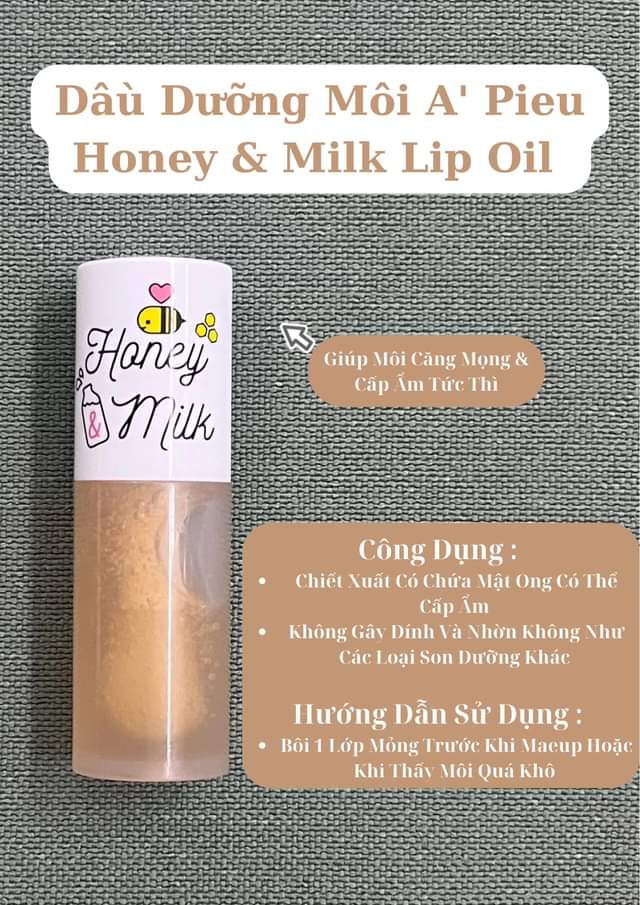 Dâù Dưỡng Môi A' Pieu
Honey & Milk Lip Oil
Honey
& Milk
Giúp Môi Căng Mọng &
Cấp Ẩm Tức Thì
Công Dụng :
• Chiết Xuất Có Chứa Mật Ong Có Thể
Cấp Ẩm
• Không Gây Dính Và Nhờn Không Như
Các Loại Son Dưỡng Khác
Hướng Dẫn Sử Dụng :
• Bôi 1 Lớp Mỏng Trước Khi Maeup Hoặc
Khi Thấy Môi Quá Khô